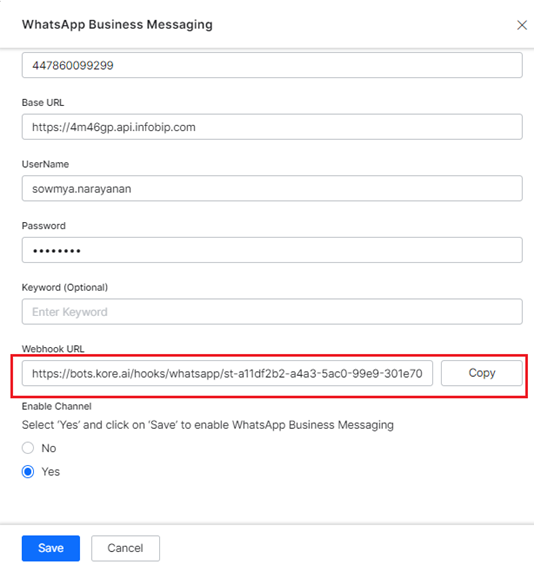 WhatsApp Business Messaging
447860099299
Base URL
https://4m46gp.api.infobip.com
UserName
sowmya.narayanan
Password
••••••••
Keyword (Optional)
Enter Keyword
Webhook URL
https://bots.kore.ai/hooks/whatsapp/st-a11df2b2-a4a3-5ac0-99e9-301e70 Copy
Enable Channel
Select 'Yes' and click on 'Save' to enable WhatsApp Business Messaging
No
Yes
Save Cancel